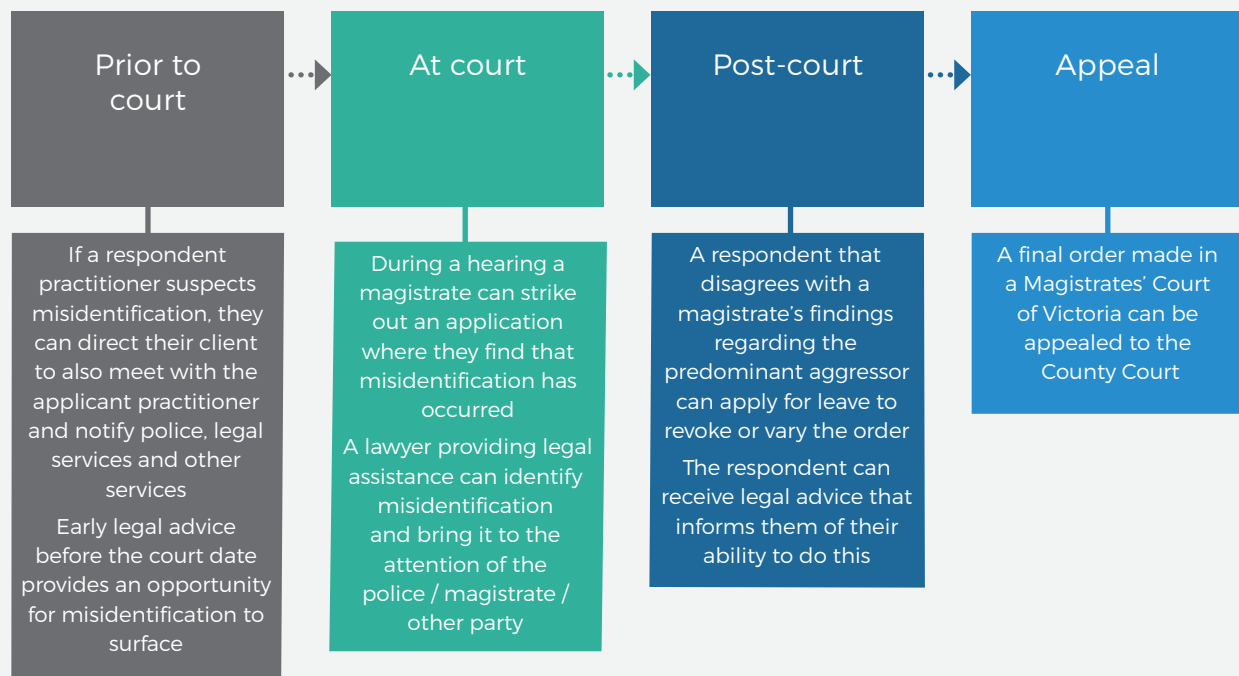 Prior to
court
At court
Post-court
Appeal
If a respondent
practitioner suspects
misidentification, they
can direct their client
to also meet with the
applicant practitioner
and notify police, legal
services and other
services
Early legal advice
before the court date
provides an opportunity
for misidentification to
surface
During a hearing a
magistrate can strike
out an application
where they find that
misidentification has
occurred
A lawyer providing legal
assistance can identify
misidentification
and bring it to the
attention of the
police / magistrate /
other party
A respondent that
disagrees with a
magistrate’s findings
regarding the
predominant aggressor
can apply for leave to
revoke or vary the order
The respondent can
receive legal advice that
informs them of their
ability to do this
A final order made in
a Magistrates’ Court
of Victoria can be
appealed to the
County Court